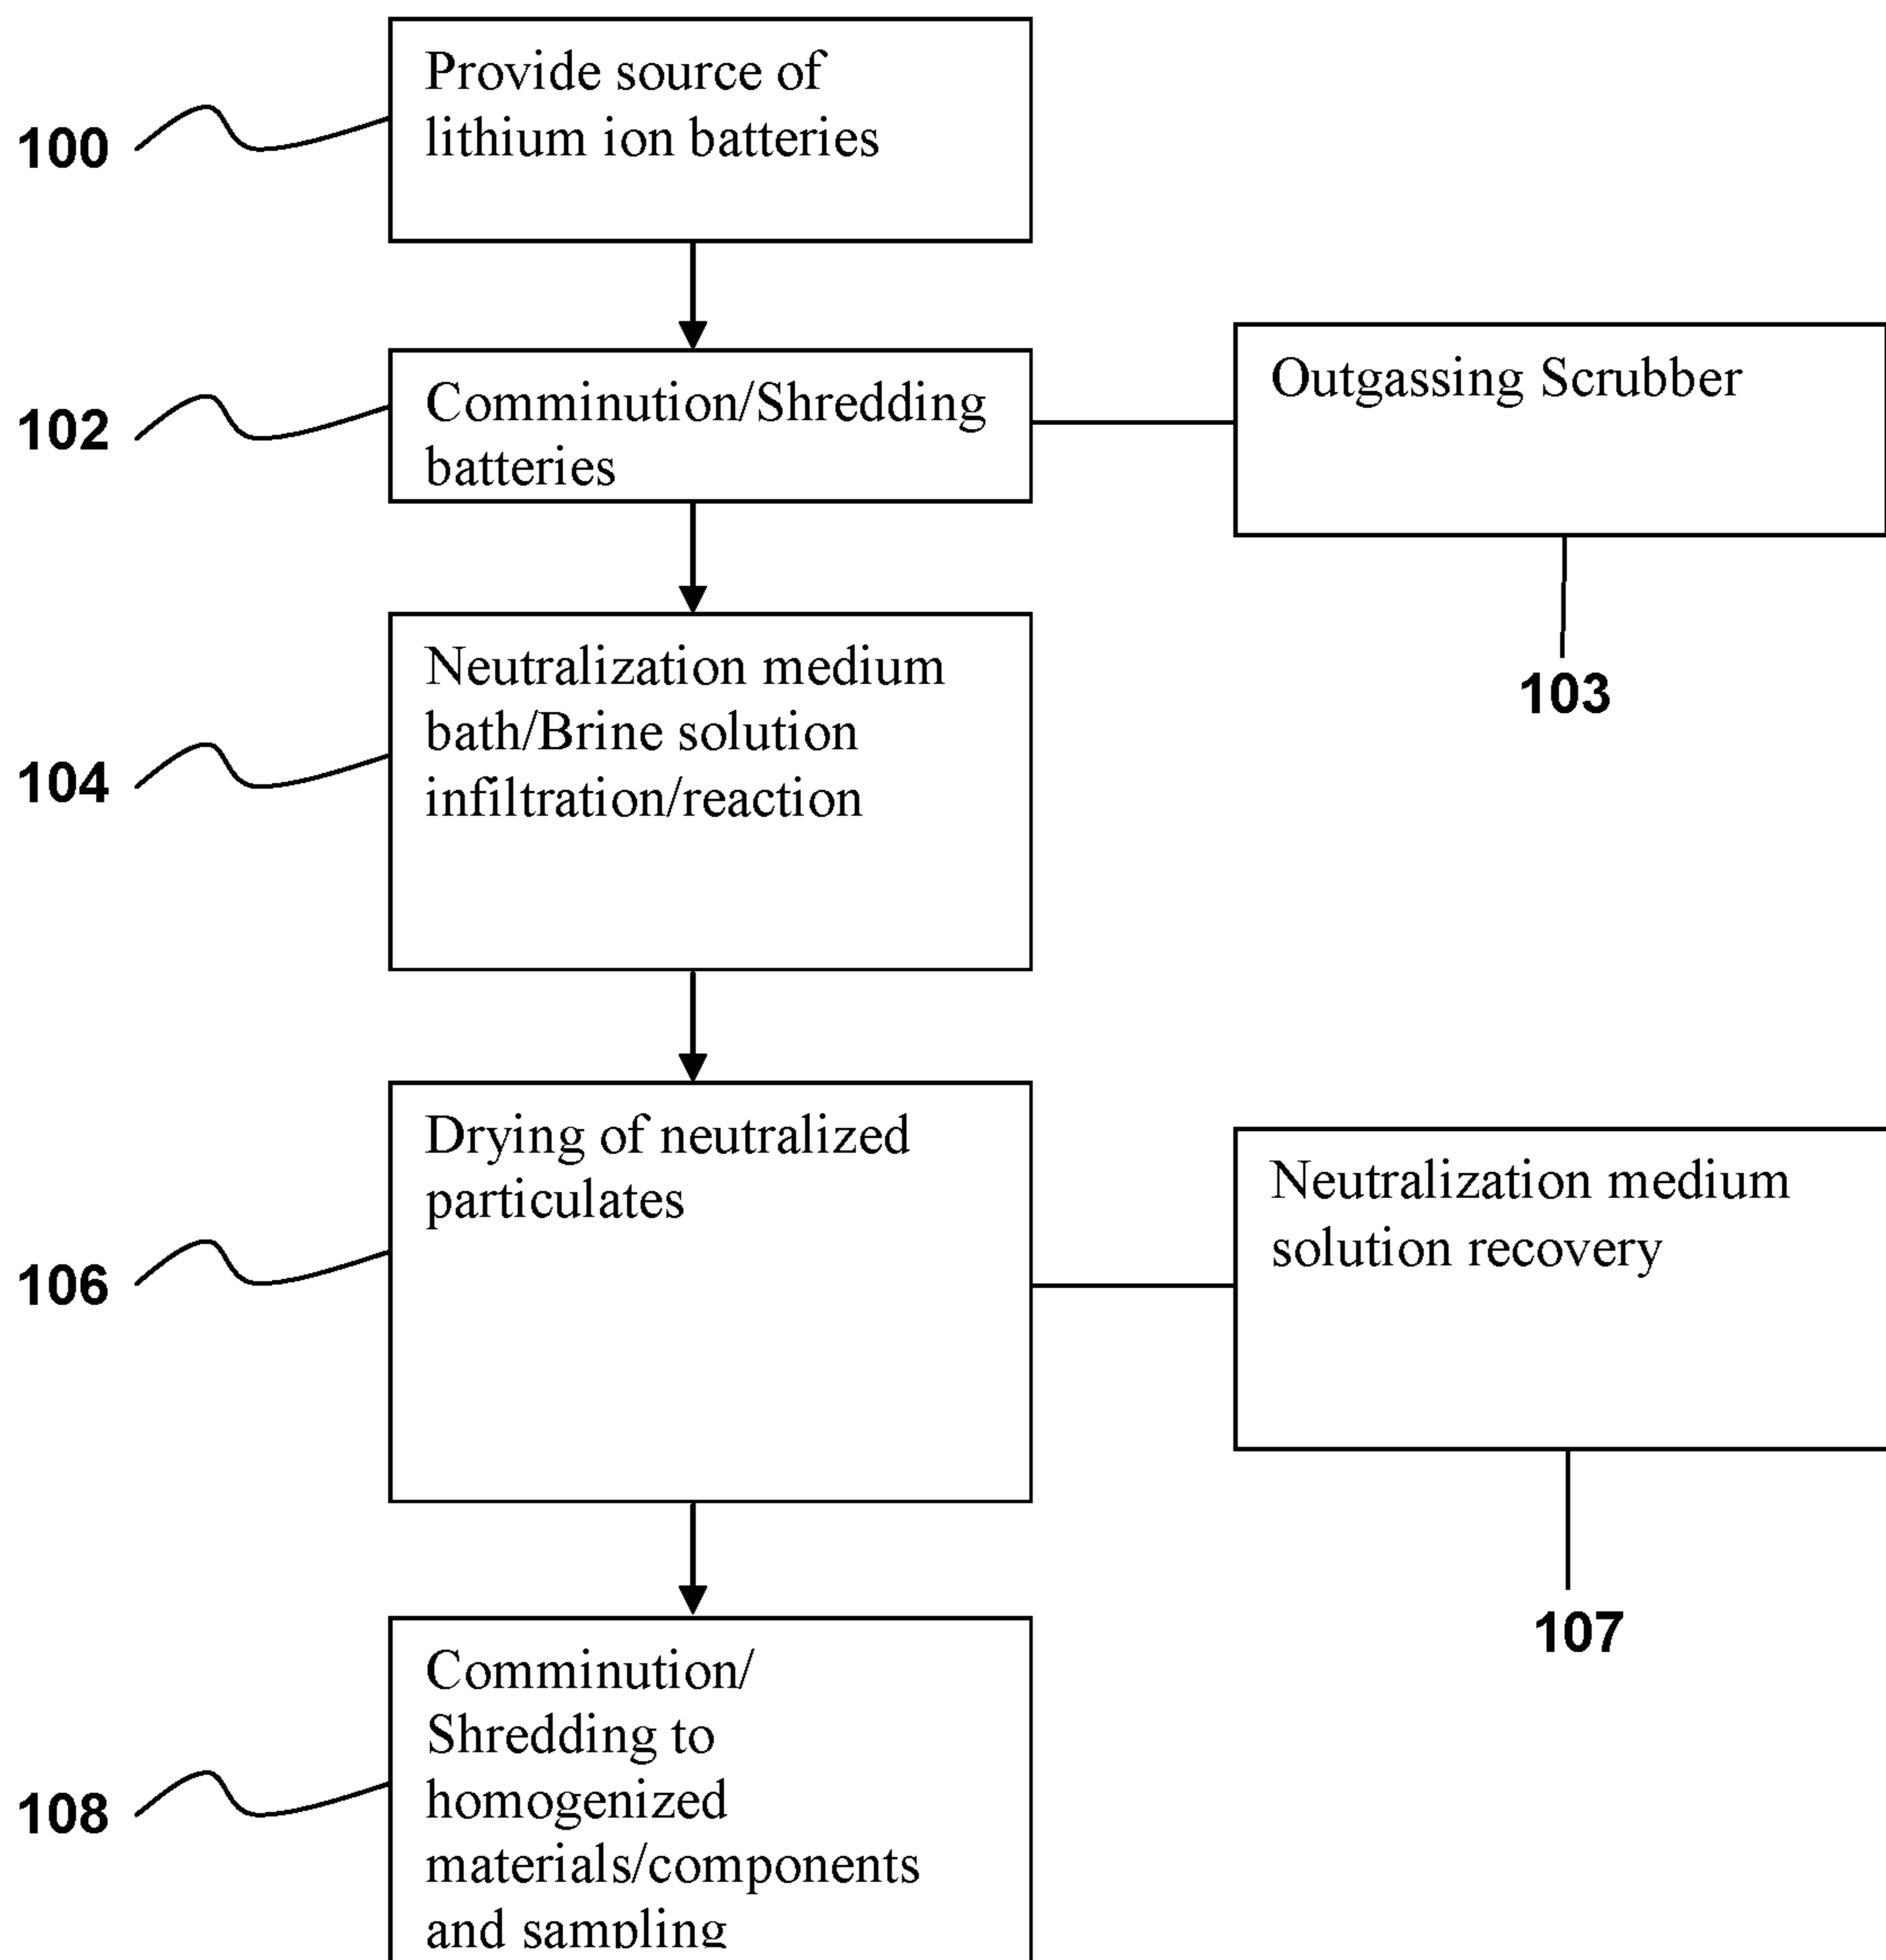 100
Provide source of
lithium ion batteries
102
Comminution/Shredding
batteries
Outgassing Scrubber
103
104
Neutralization medium
bath/Brine solution
infiltration/reaction
106
Drying of neutralized
particulates
Neutralization medium
solution recovery
107
108
Comminution/
Shredding to
homogenized
materials/components
and sampling